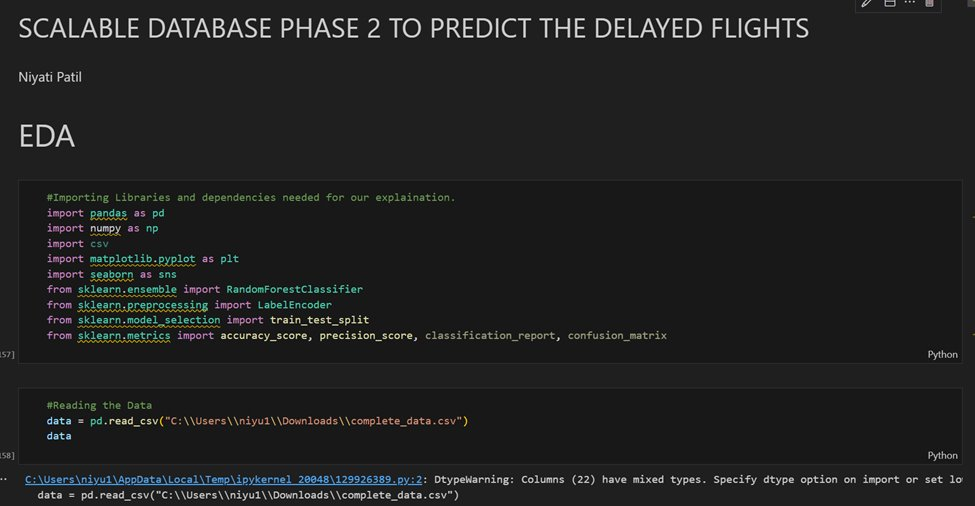 SCALABLE DATABASE PHASE 2 TO PREDICT THE DELAYED FLIGHTS
Niyati Patil
EDA
#Importing Libraries and dependencies needed for our explaination.
import pandas as pd
import numpy as np
import csv
import matplotlib.pyplot as plt
import seaborn as sns
from sklearn.ensemble import RandomForestClassifier
from sklearn.preprocessing import LabelEncoder
from sklearn.model_selection import train_test_split
from sklearn.metrics import accuracy_score, precision_score, classification_report, confusion_matrix
157]
Python
#Reading the Data
data = pd.read_csv("C:\\Users\\niyu1\\Downloads\\complete_data.csv")
data
158]
Python
C:\Users\niyu1\AppData\Local\Temp\ipykernel_20048\129926389.py:2: DtypeWarning: Columns (22) have mixed types. Specify dtype option on import or set
data = pd.read_csv("C:\\Users\\niyu1\\Downloads\\complete_data.csv")